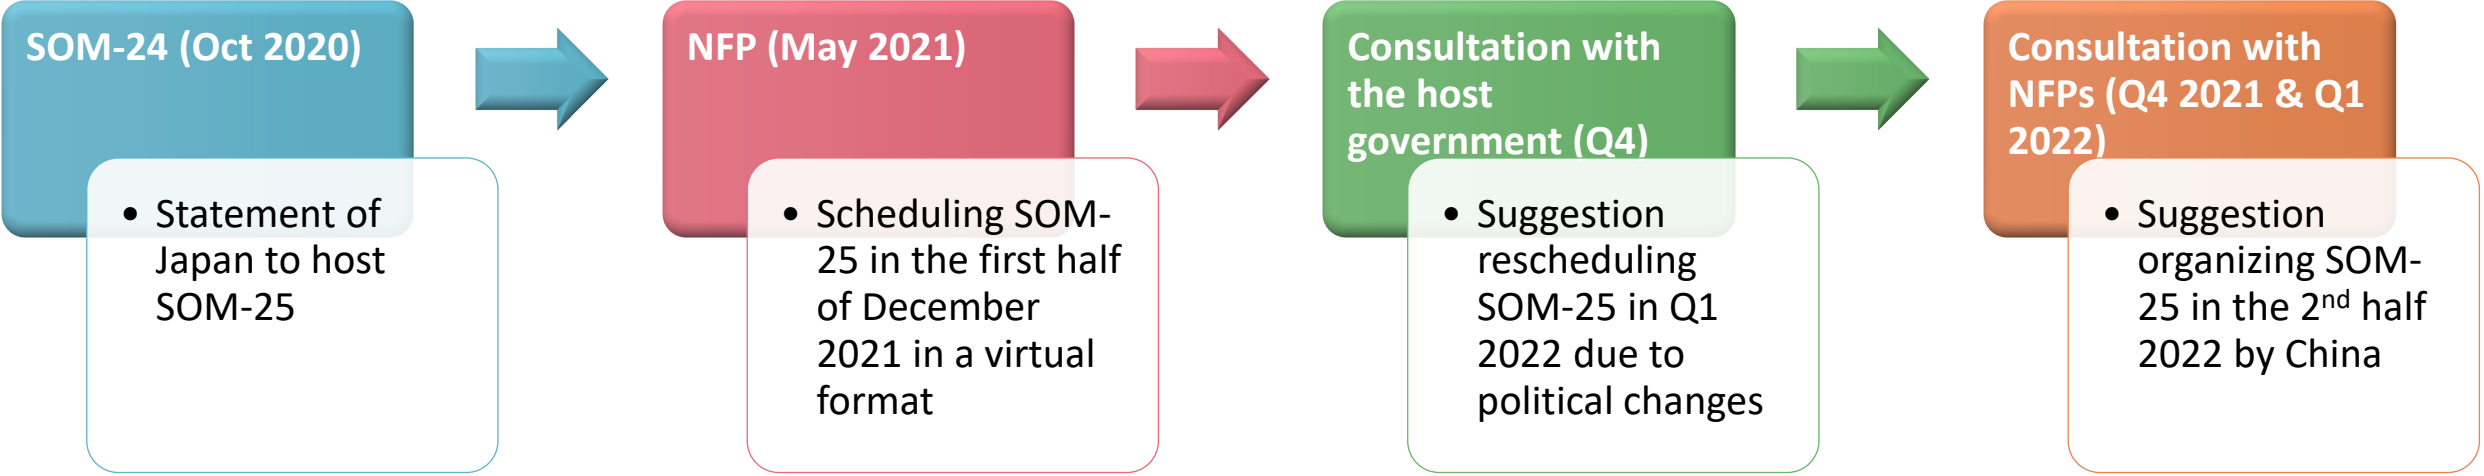 SOM-24 (Oct 2020)
• Statement of
Japan to host
SOM-25
NFP (May 2021)
• Scheduling SOM-
25 in the first half
of December
2021 in a virtual
format
Consultation with
the host
government (Q4)
• Suggestion
rescheduling
SOM-25 in Q1
2022 due to
political changes
Consultation with
NFPs (Q4 2021 & Q1
2022)
• Suggestion
organizing SOM-
25 in the 2nd half
2022 by China